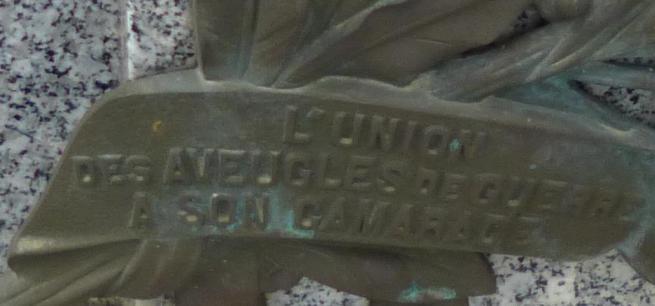 L'UNION
DES AVEUGLES DE GUERRE
A SON CAMARADE